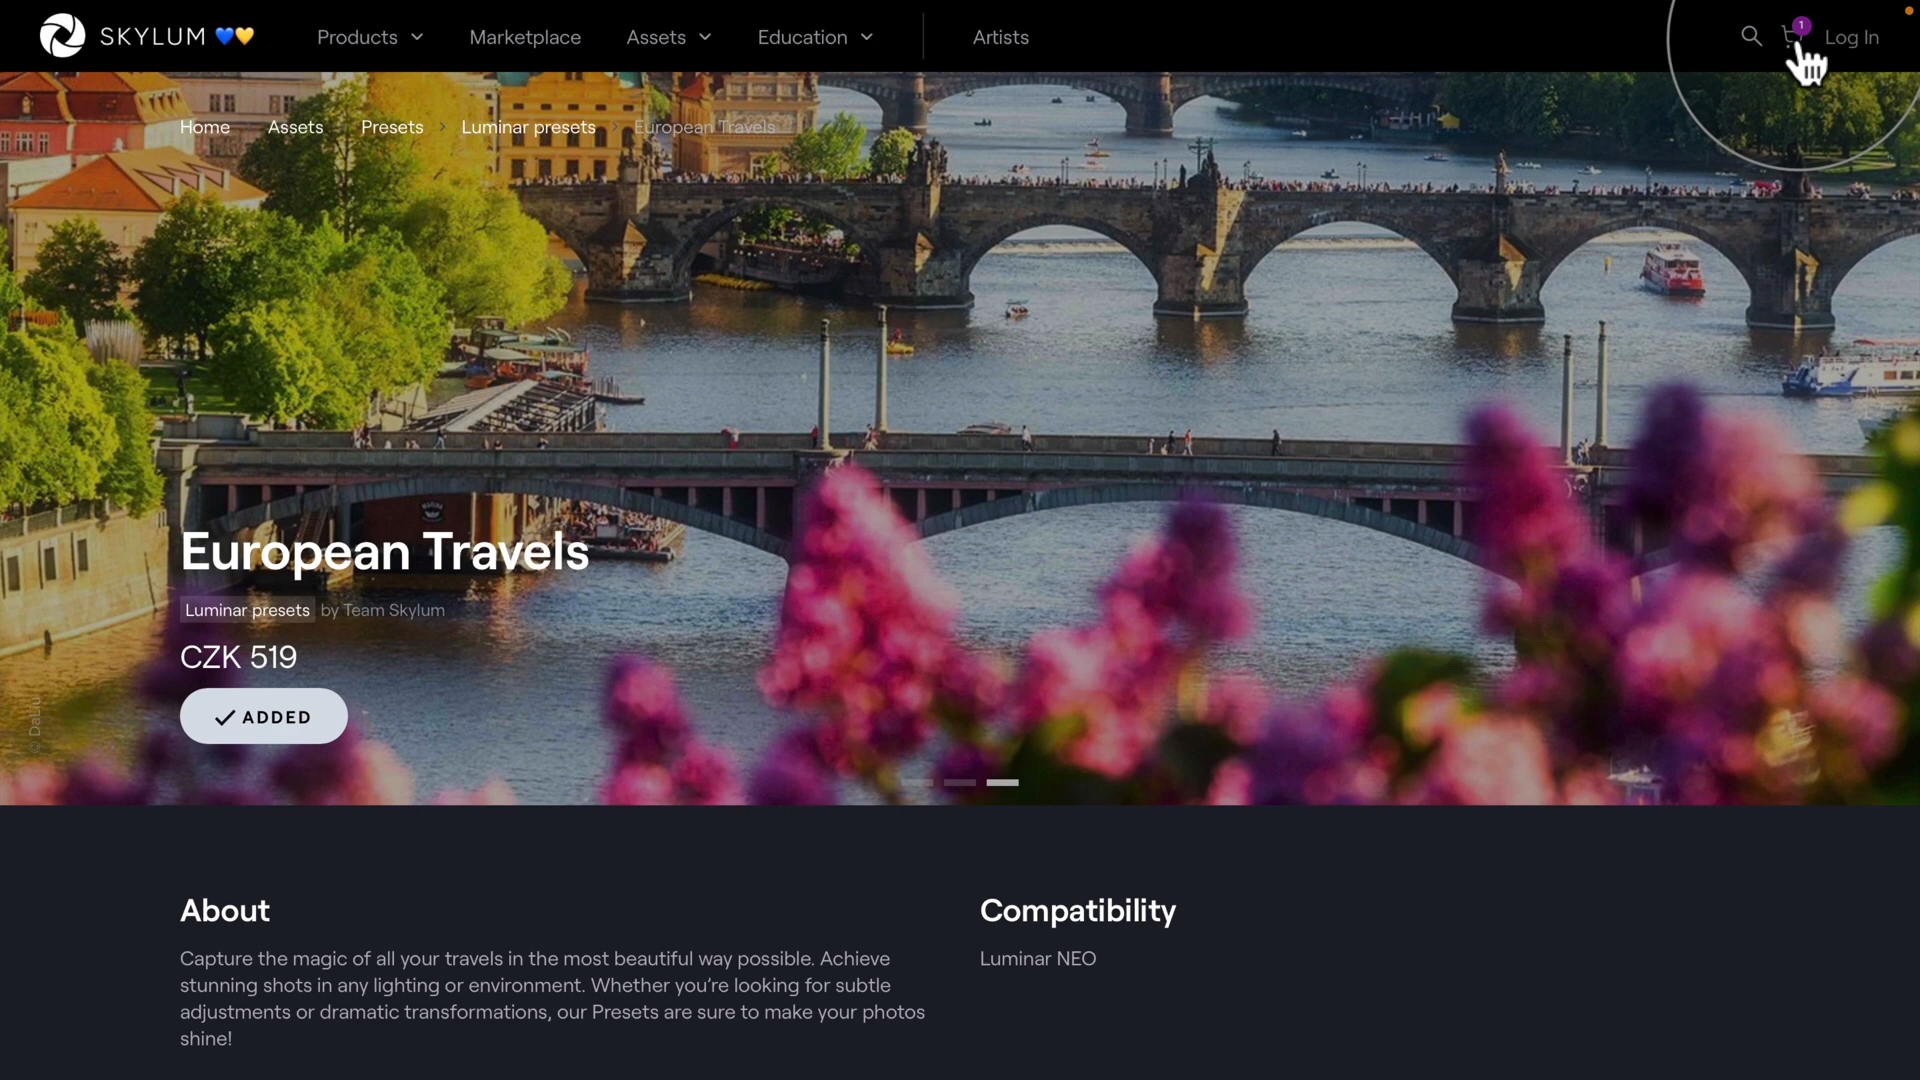 SKYLUM
Products
Marketplace
Assets
Education
Artists
1
Log In
Home
Assets
Presets
Luminar presets
European Travels
European Travels
Luminar presets by Team Skylum
CZK 519
ADDED
© DaLiu
About
Capture the magic of all your travels in the most beautiful way possible. Achieve
stunning shots in any lighting or environment. Whether you’re looking for subtle
adjustments or dramatic transformations, our Presets are sure to make your photos
shine!
Compatibility
Luminar NEO